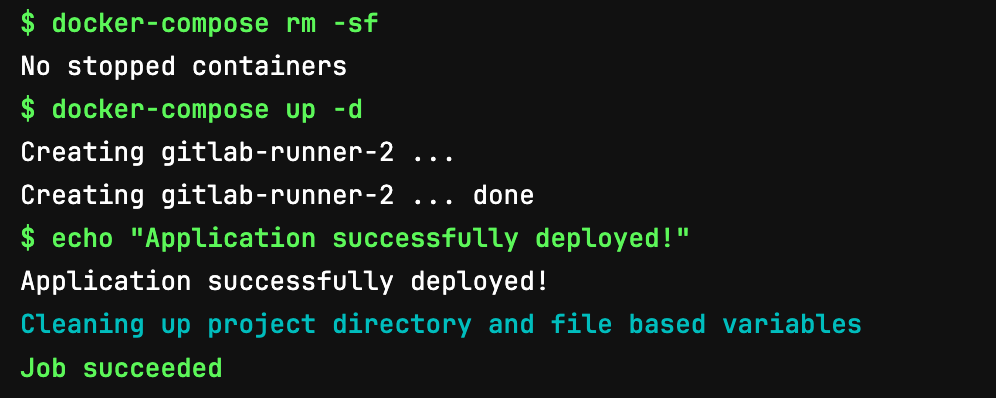 $ docker-compose rm -sf
No stopped containers
$ docker-compose up -d
Creating gitlab-runner-2 ...
Creating gitlab-runner-2 ... done
$ echo "Application successfully deployed!"
Application successfully deployed!
Cleaning up project directory and file based variables
Job succeeded